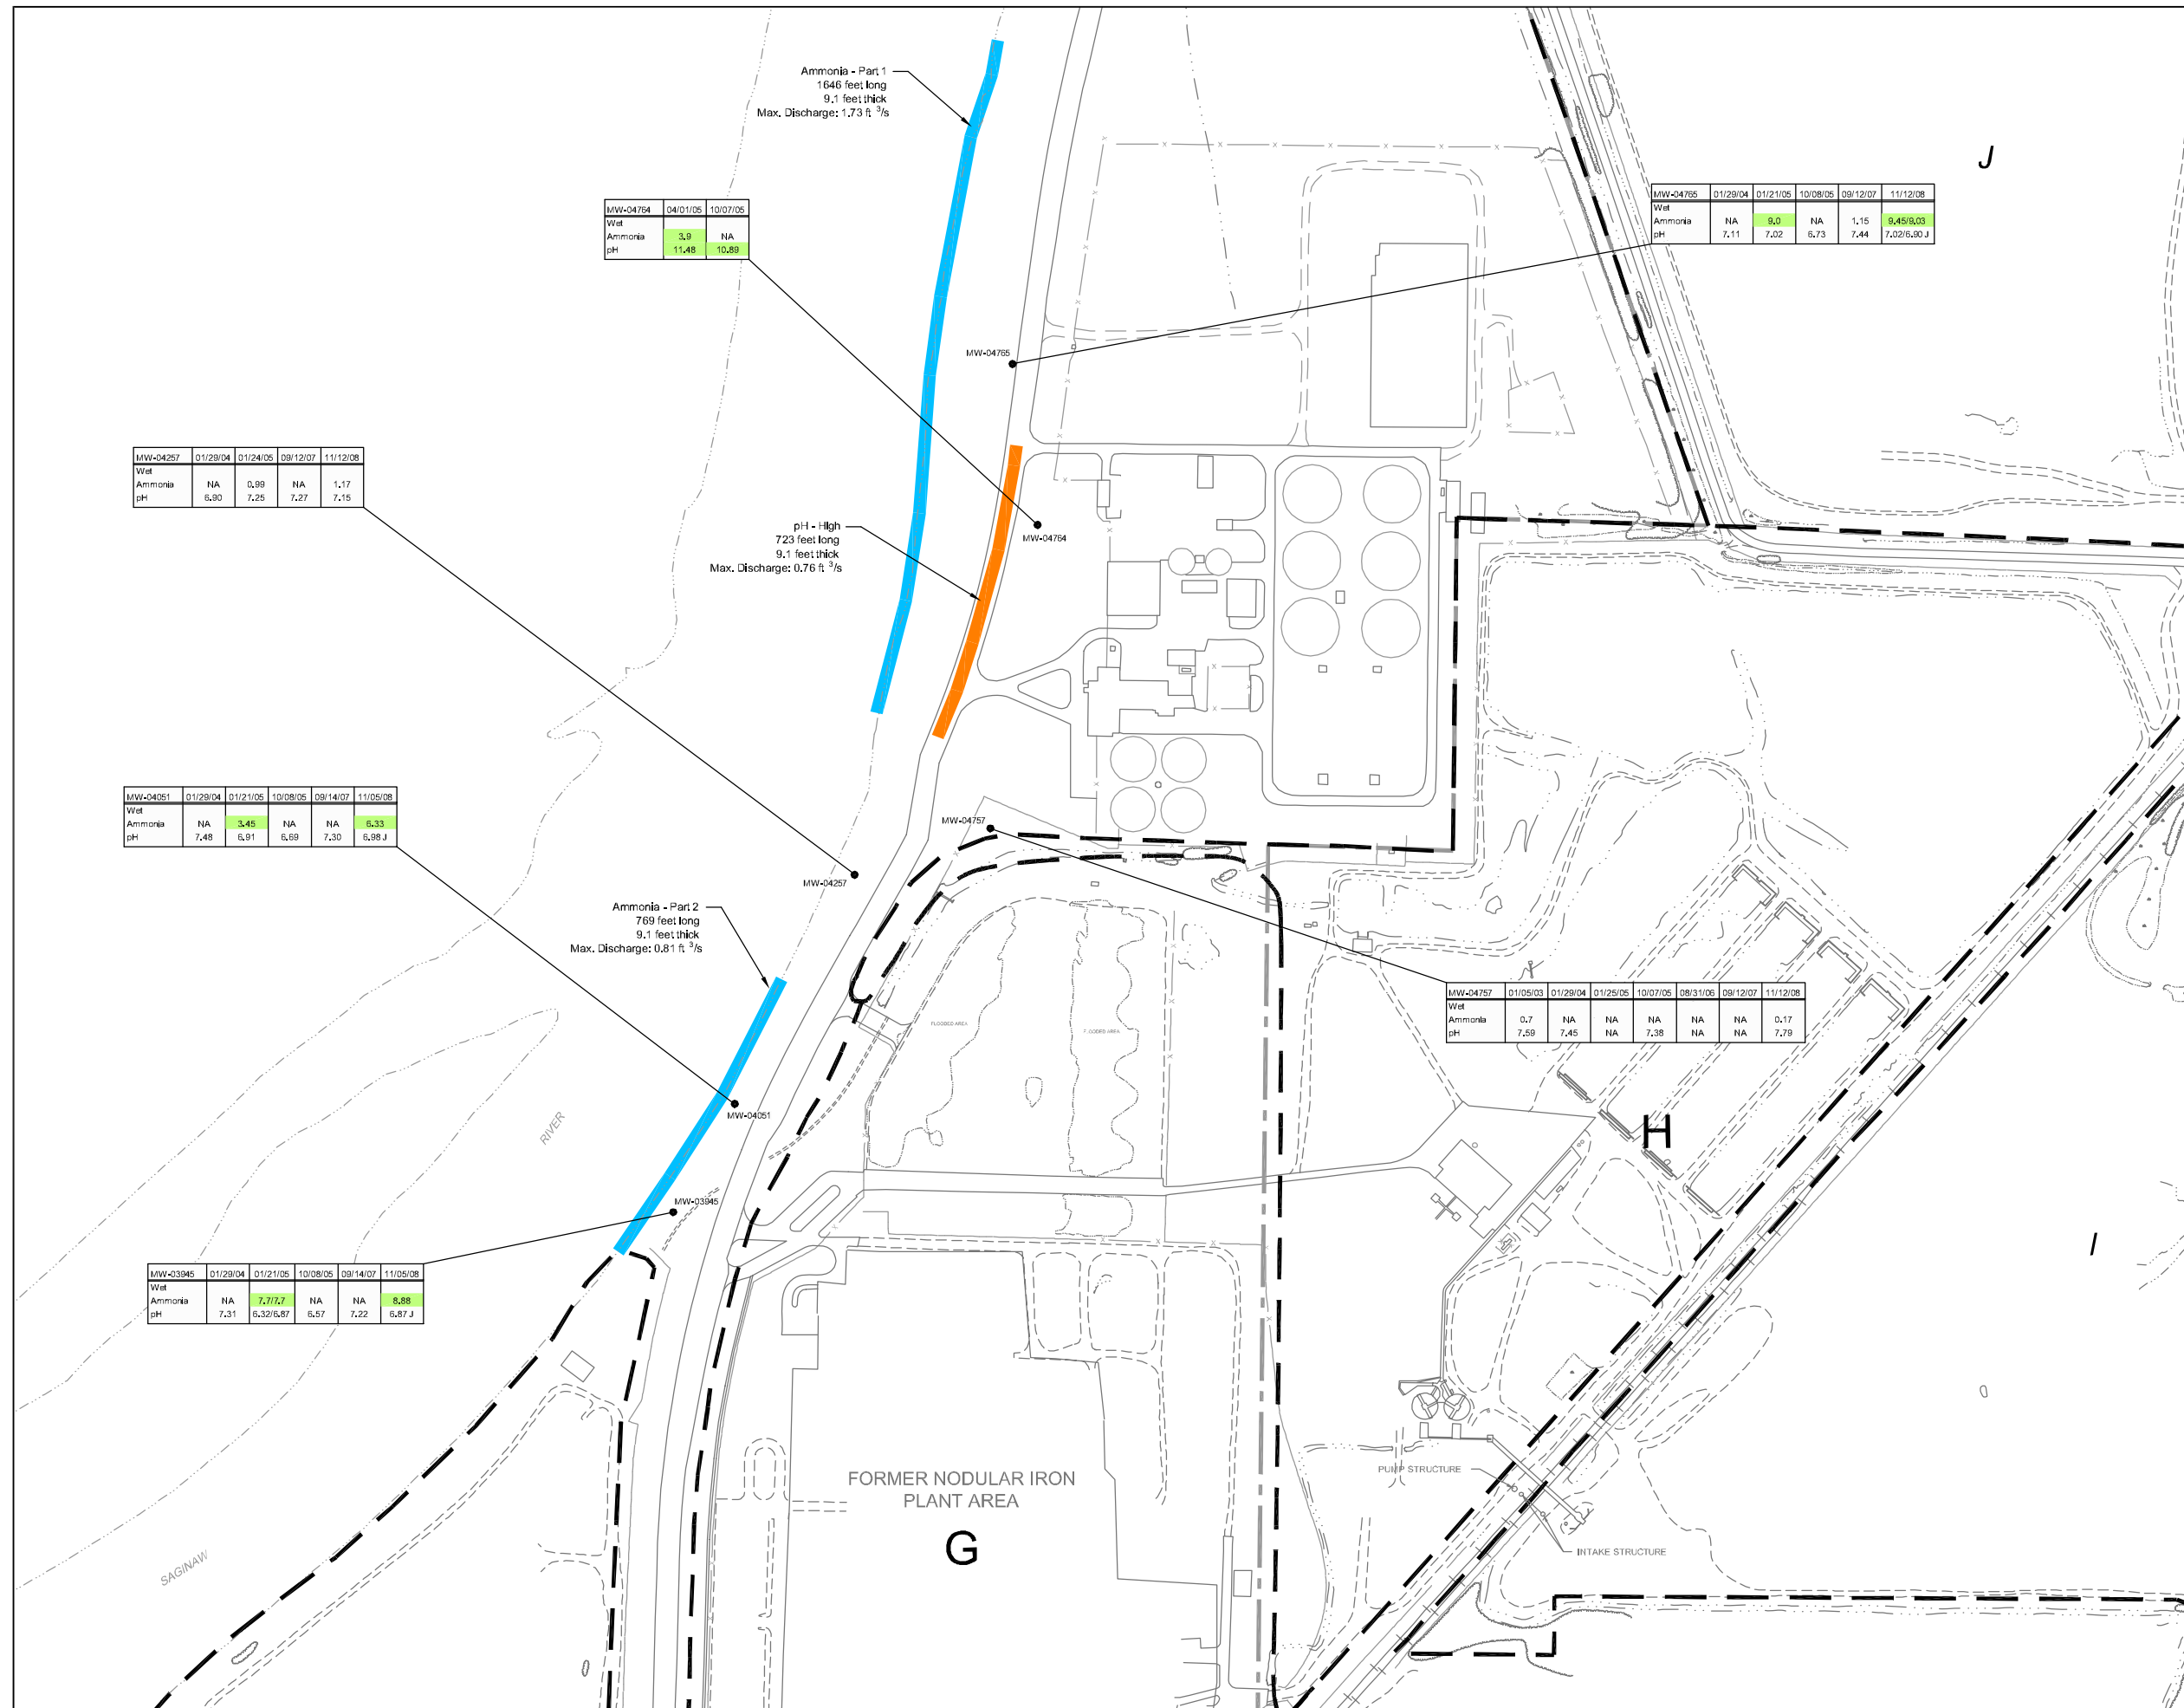 Ammonia - Part 1
1646 feet long
9.1 feet thick
Max. Discharge: 1.73 ft ³/s
J
MW-04765 01/29/04 01/21/05 10/08/05 09/12/07 11/12/08
Wet
Ammonia NA 9.0 NA 1.15 9.45/9.03
pH 7.11 7.02 6.73 7.44 7.02/6.90 J
MW-04764 04/01/05 10/07/05
Wet
Ammonia 3.9 NA
pH 11.48 10.89
MW-04765
MW-04257 01/29/04 01/24/05 09/12/07 11/12/08
Wet
Ammonia NA 0.99 NA 1.17
pH 6.90 7.25 7.27 7.15
pH - High
723 feet long
9.1 feet thick
Max. Discharge: 0.76 ft ³/s
MW-04764
MW-04051 01/29/04 01/21/05 10/08/05 09/14/07 11/05/08
Wet
Ammonia NA 3.45 NA NA 6.33
pH 7.48 6.91 6.69 7.30 6.98 J
MW-04757
MW-04257
Ammonia - Part 2
769 feet long
9.1 feet thick
Max. Discharge: 0.81 ft ³/s
MW-04757 01/05/03 01/29/04 01/25/05 10/07/05 08/31/06 09/12/07 11/12/08
Wet
Ammonia 0.7 NA NA NA NA NA 0.17
pH 7.59 7.45 NA 7.38 NA NA 7.79
FLOODED AREA
FLOODED AREA
MW-04051
RIVER
H
MW-03945
I
MW-03945 01/29/04 01/21/05 10/08/05 09/14/07 11/05/08
Wet
Ammonia NA 7.7/7.7 NA NA 8.88
pH 7.31 6.32/6.87 6.57 7.22 6.87 J
FORMER NODULAR IRON
PLANT AREA
G
PUMP STRUCTURE
INTAKE STRUCTURE
SAGINAW